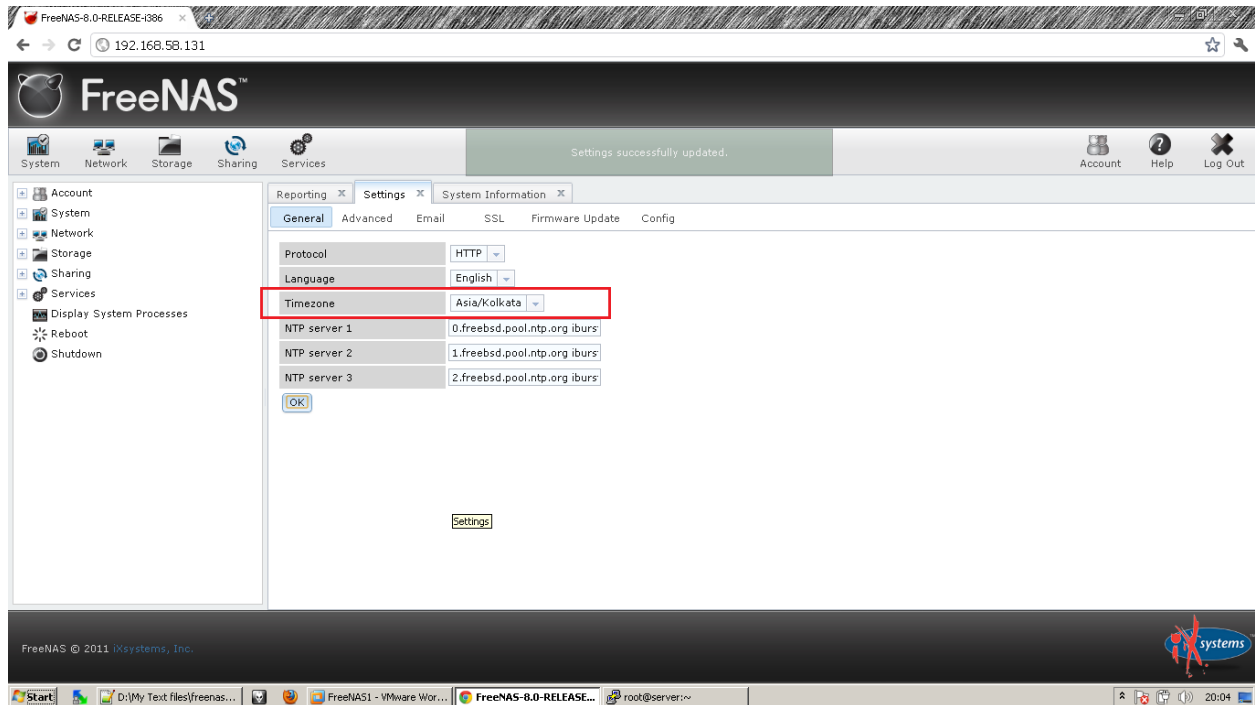 FreeNAS-8.0-RELEASE-i386
192.168.58.131
FreeNAS™
System Network Storage Sharing Services
Settings successfully updated.
Account Help Log Out
Account
System
Network
Storage
Sharing
Services
Display System Processes
Reboot
Shutdown
Reporting X Settings X System Information X
General Advanced Email SSL Firmware Update Config
Protocol HTTP
Language English
Timezone Asia/Kolkata
NTP server 1 0.freebsd.pool.ntp.org iburs
NTP server 2 1.freebsd.pool.ntp.org iburs
NTP server 3 2.freebsd.pool.ntp.org iburs
OK
Settings
FreeNAS © 2011 iXsystems, Inc.
iXsystems
Start D:\My Text files\freenas... FreeNAS1 - VMware Wor... FreeNAS-8.0-RELEASE... root@server:~ 20:04